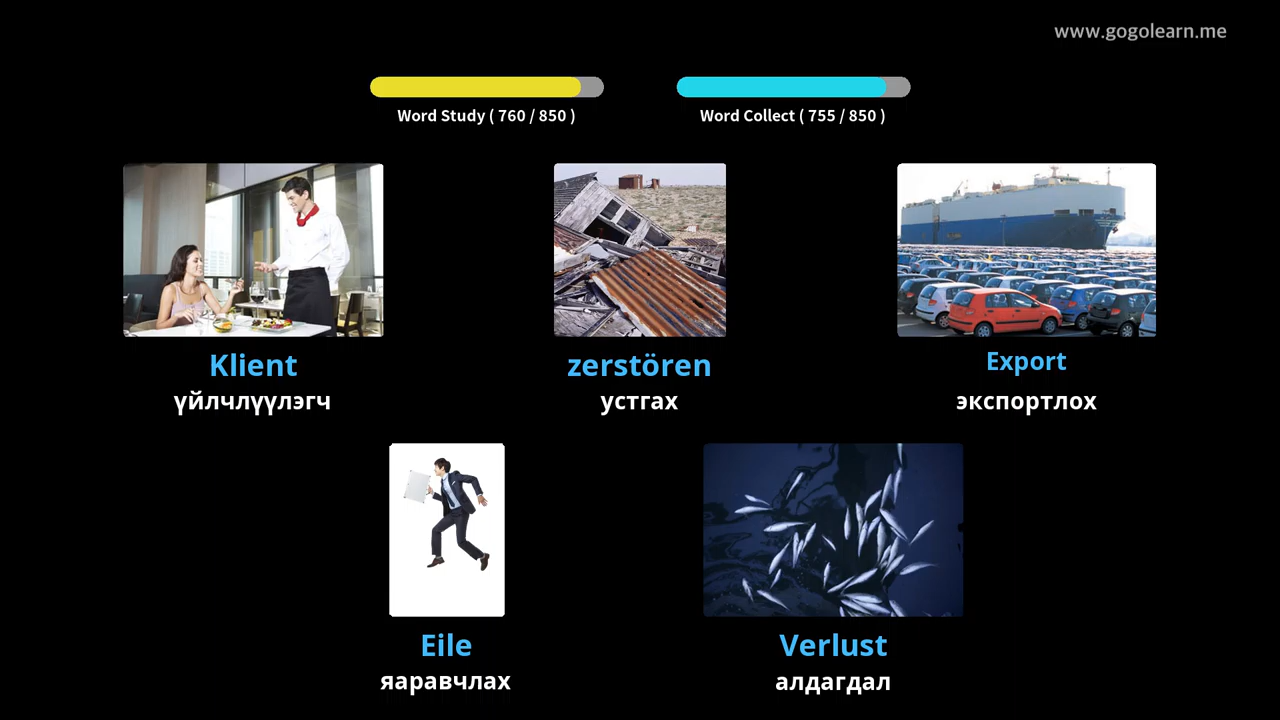 www.gogolearn.me
Word Study ( 760 / 850 )
Word Collect ( 755 / 850 )
Klient
үйлчлүүлэгч
zerstören
устгах
Export
экспортлох
Eile
яаравчлах
Verlust
алдагдал